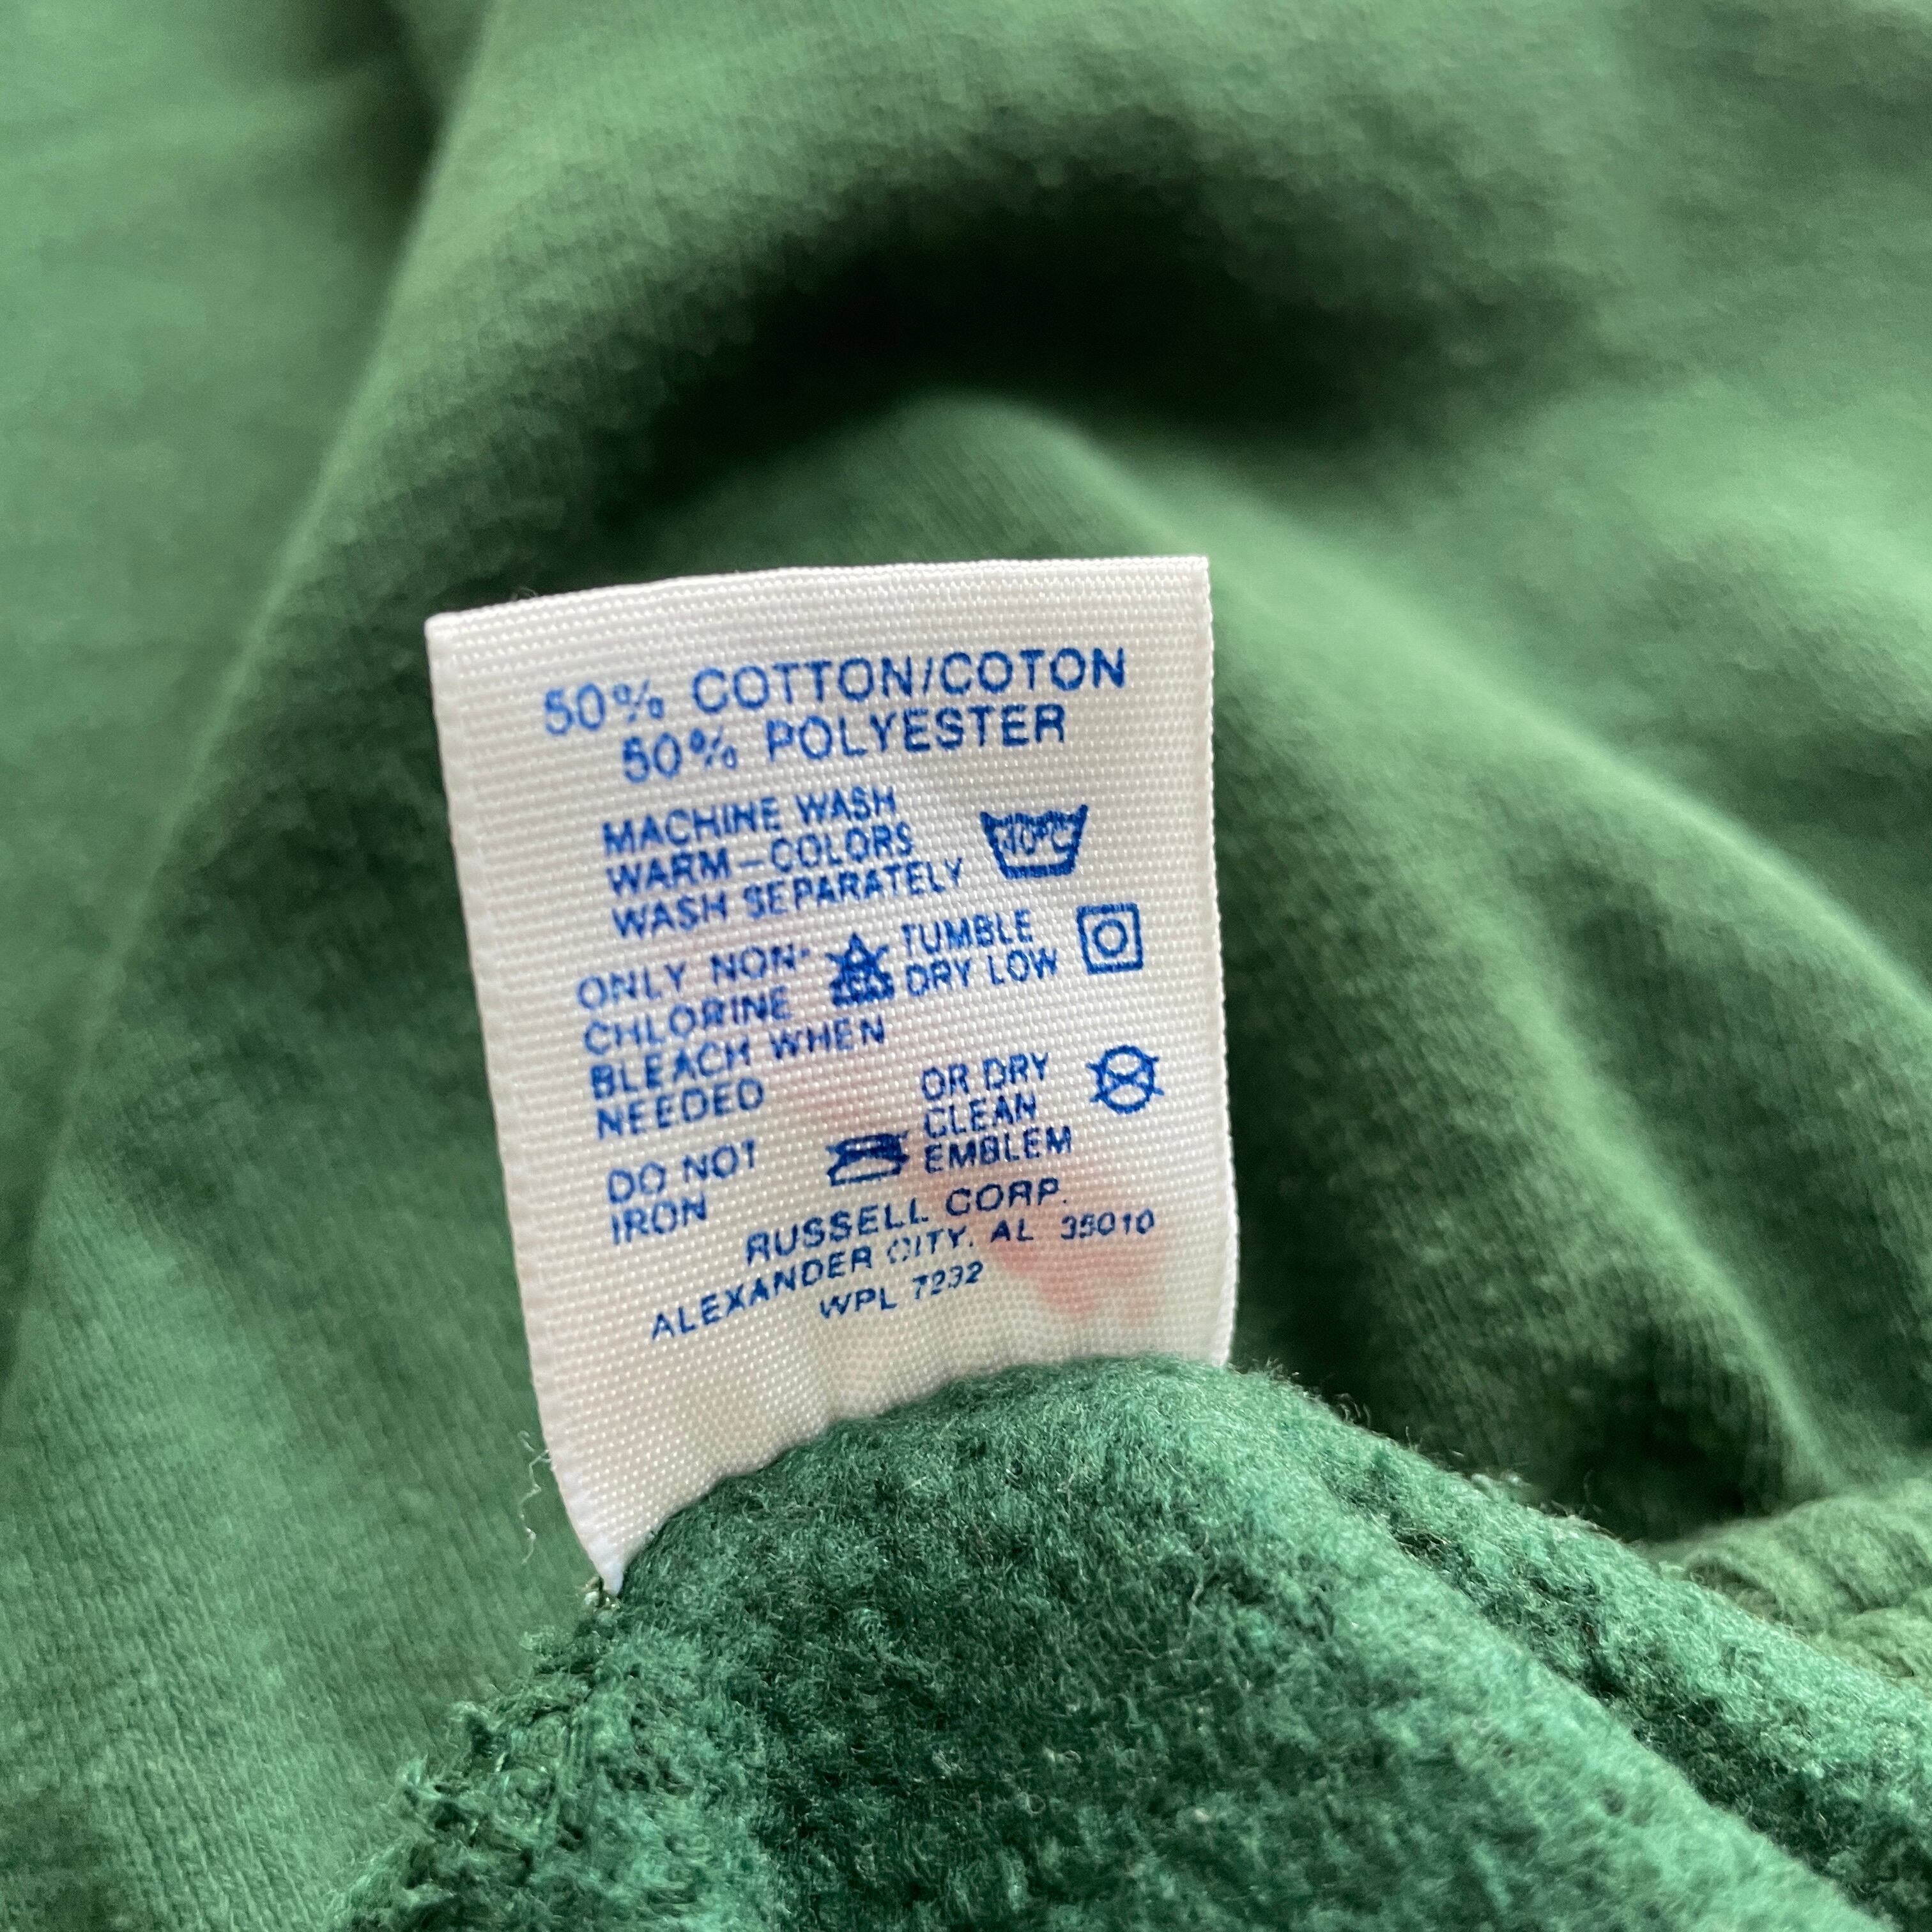 50% COTTON/COTON
50% POLYESTER
MACHINE WASH
WARM-COLORS
WASH SEPARATELY
40°C
ONLY NON-
CHLORINE
BLEACH WHEN
NEEDED
TUMBLE
DRY LOW
DO NOT
IRON
OR DRY
CLEAN
EMBLEM
RUSSELL CORP.
ALEXANDER CITY, AL 35010
WPL 7232